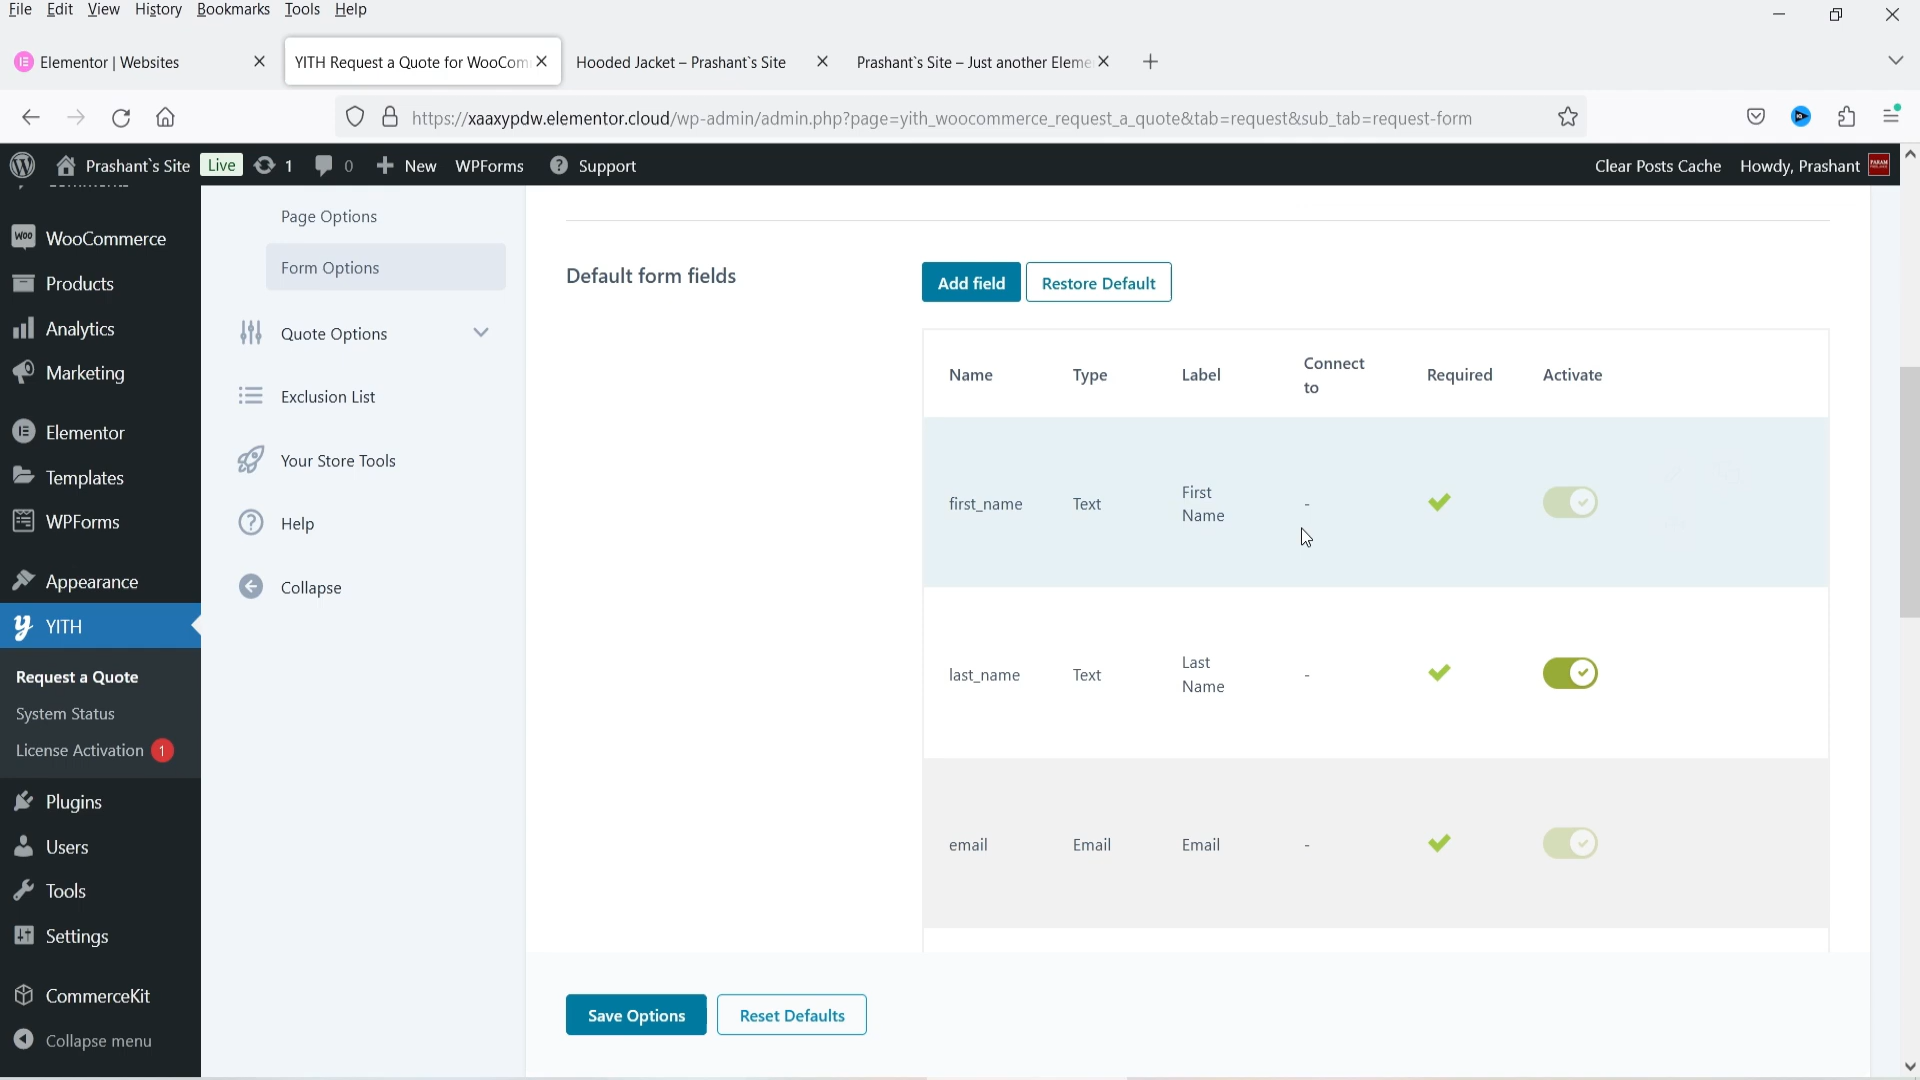 File Edit View History Bookmarks Tools Help
Elementor | Websites
YITH Request a Quote for WooCom
Hooded Jacket – Prashant`s Site
Prashant`s Site – Just another Eleme
https://xaaxypdw.elementor.cloud/wp-admin/admin.php?page=yith_woocommerce_request_a_quote&tab=request&sub_tab=request-form
Prashant`s Site Live 1 0 New WPForms Support
Clear Posts Cache Howdy, Prashant
WooCommerce
Products
Analytics
Marketing
Elementor
Templates
WPForms
Appearance
YITH
Request a Quote
System Status
License Activation 1
Plugins
Users
Tools
Settings
CommerceKit
Collapse menu
Page Options
Form Options
Quote Options
Exclusion List
Your Store Tools
Help
Collapse
Default form fields
Add field Restore Default
Name Type Label Connect to Required Activate
first_name Text First Name -
last_name Text Last Name -
email Email Email -
Save Options Reset Defaults